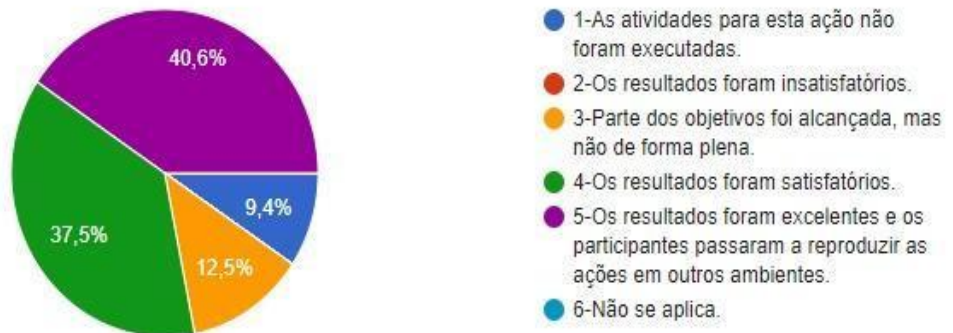 40,6%
9,4%
12,5%
37,5%
1-As atividades para esta ação não
foram executadas.
2-Os resultados foram insatisfatórios.
3-Parte dos objetivos foi alcançada, mas
não de forma plena.
4-Os resultados foram satisfatórios.
5-Os resultados foram excelentes e os
participantes passaram a reproduzir as
ações em outros ambientes.
6-Não se aplica.